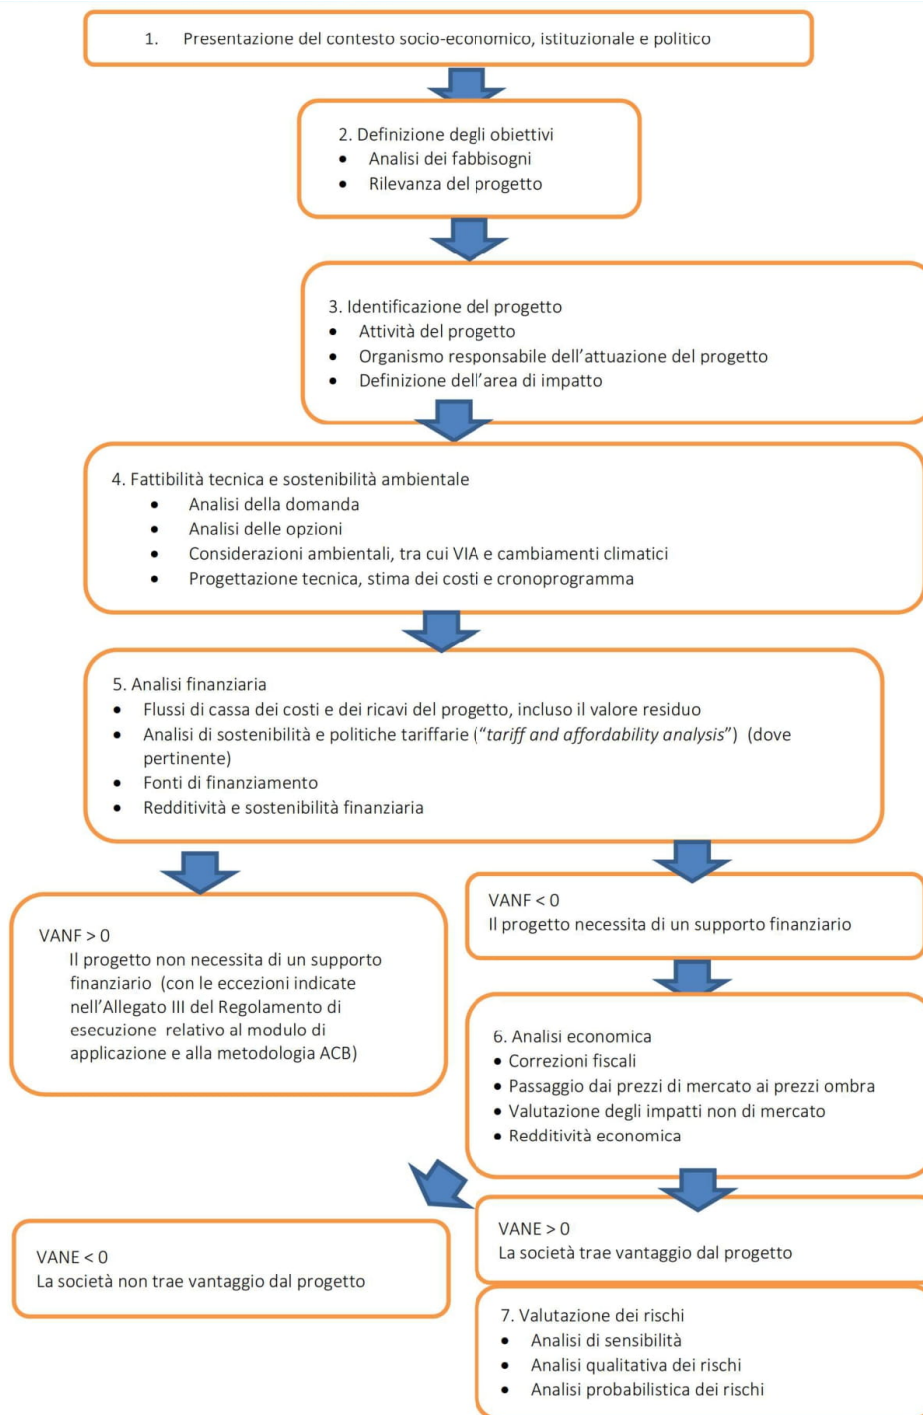 1. Presentazione del contesto socio-economico, istituzionale e politico
2. Definizione degli obiettivi
• Analisi dei fabbisogni
• Rilevanza del progetto
3. Identificazione del progetto
• Attività del progetto
• Organismo responsabile dell'attuazione del progetto
• Definizione dell'area di impatto
4. Fattibilità tecnica e sostenibilità ambientale
• Analisi della domanda
• Analisi delle opzioni
• Considerazioni ambientali, tra cui VIA e cambiamenti climatici
• Progettazione tecnica, stima dei costi e cronoprogramma
5. Analisi finanziaria
• Flussi di cassa dei costi e dei ricavi del progetto, incluso il valore residuo
• Analisi di sostenibilità e politiche tariffarie ("tariff and affordability analysis") (dove
pertinente)
• Fonti di finanziamento
• Redditività e sostenibilità finanziaria
VANF > 0
Il progetto non necessita di un supporto
finanziario (con le eccezioni indicate
nell'Allegato III del Regolamento di
esecuzione relativo al modulo di
applicazione e alla metodologia ACB)
VANF < 0
Il progetto necessita di un supporto finanziario
6. Analisi economica
• Correzioni fiscali
• Passaggio dai prezzi di mercato ai prezzi ombra
• Valutazione degli impatti non di mercato
• Redditività economica
VANE < 0
La società non trae vantaggio dal progetto
VANE > 0
La società trae vantaggio dal progetto
7. Valutazione dei rischi
• Analisi di sensibilità
• Analisi qualitativa dei rischi
• Analisi probabilistica dei rischi